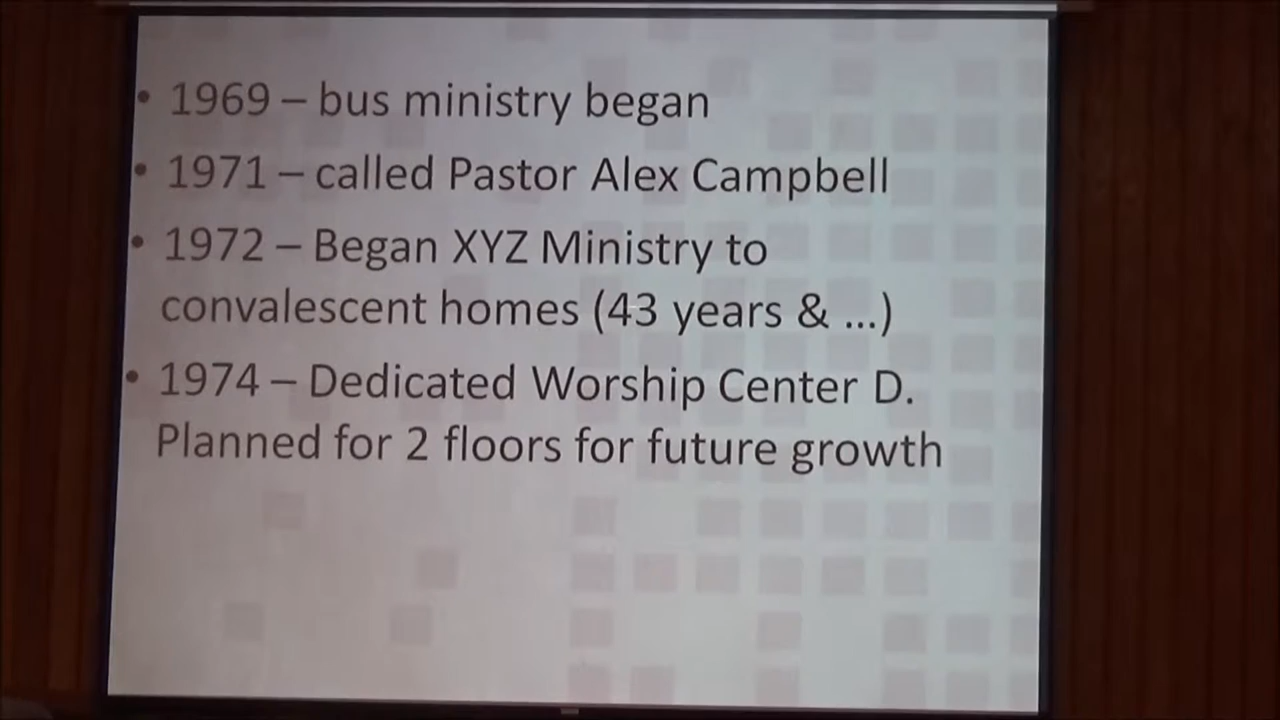 • 1969 – bus ministry began
• 1971 – called Pastor Alex Campbell
• 1972 – Began XYZ Ministry to
convalescent homes (43 years & ...)
• 1974 – Dedicated Worship Center D.
Planned for 2 floors for future growth